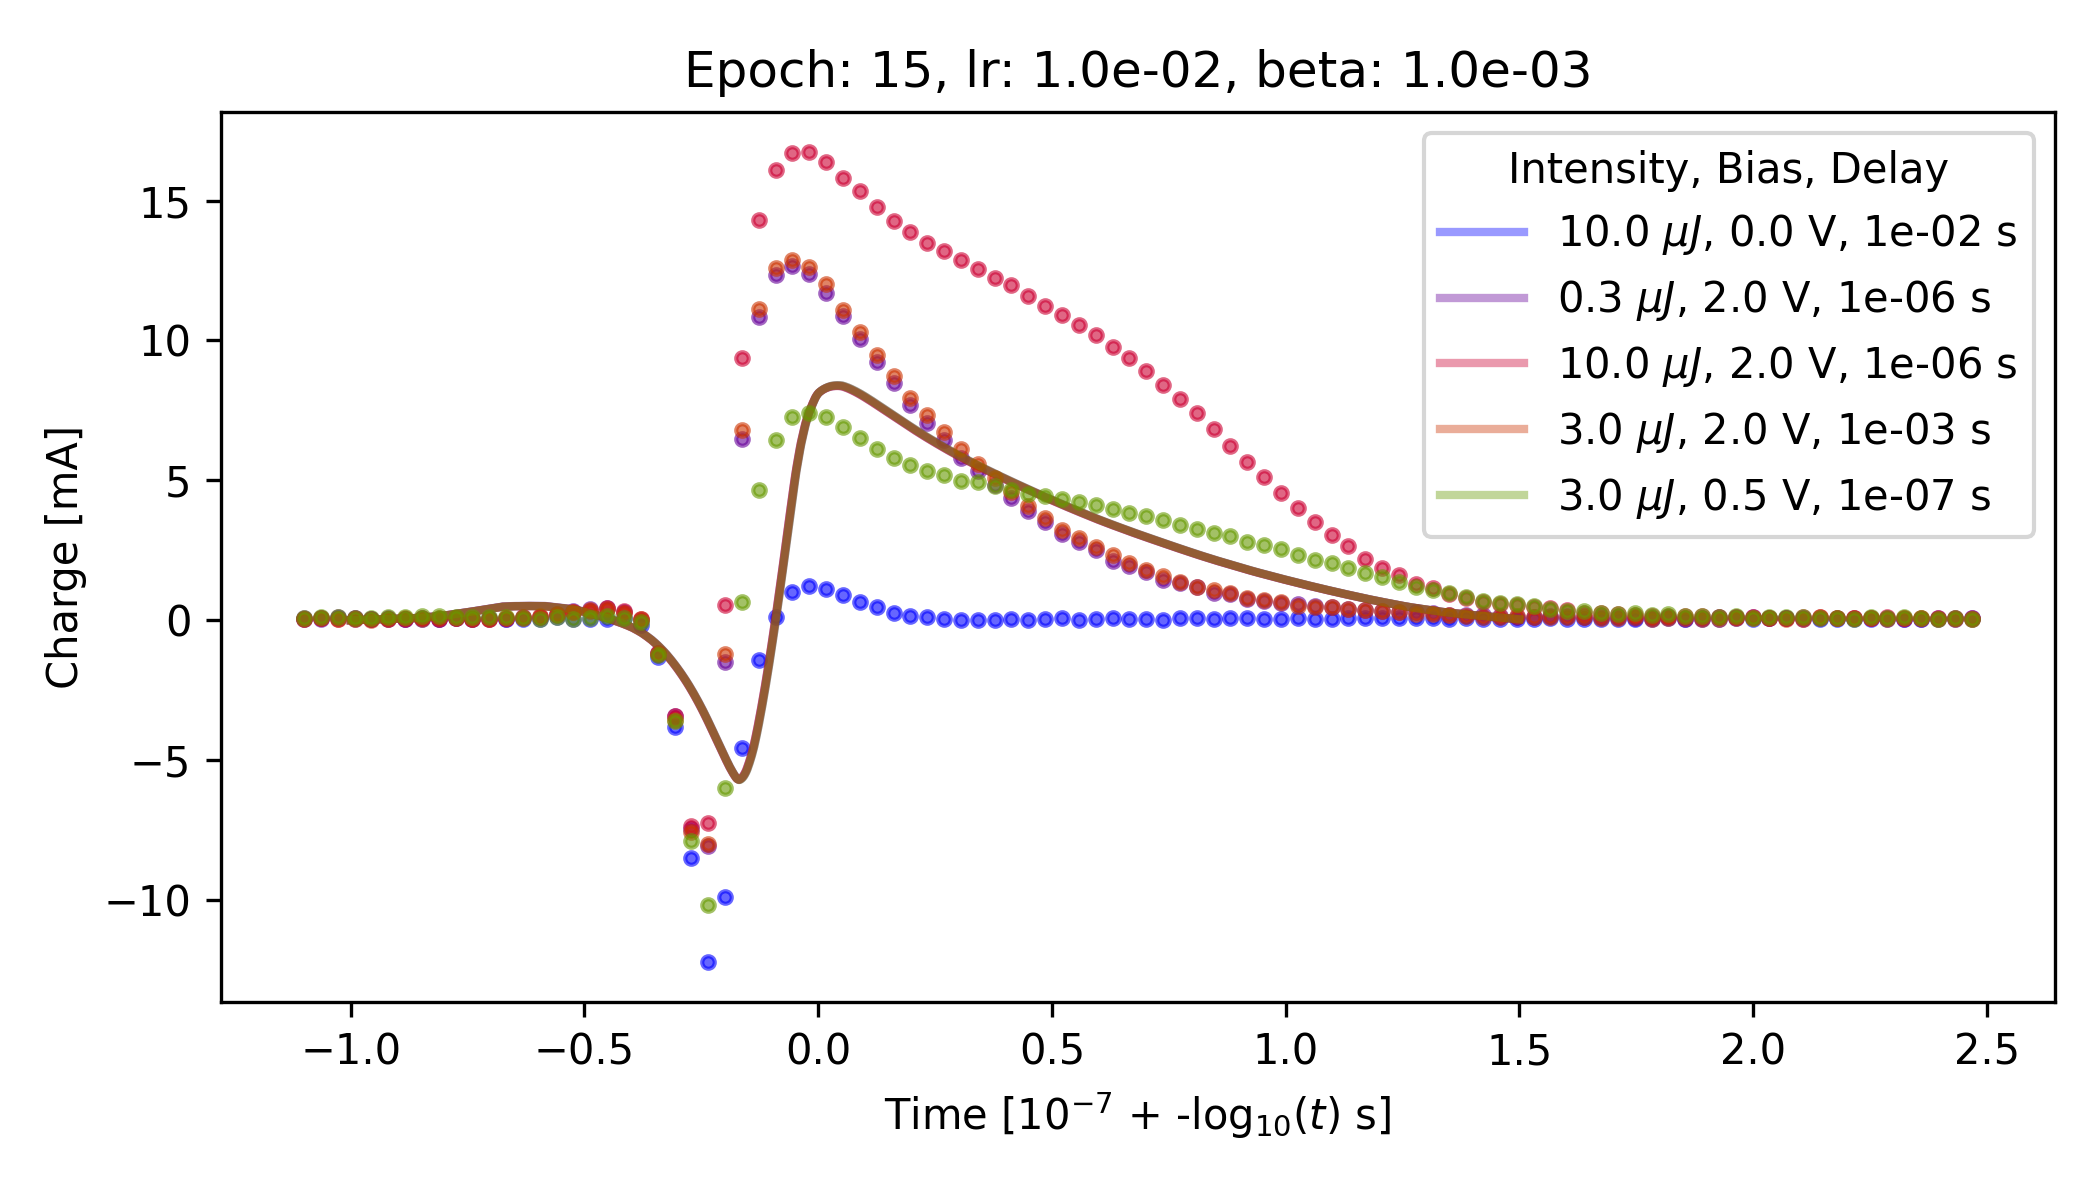 Epoch: 15, lr: 1.0e-02, beta: 1.0e-03
Intensity, Bias, Delay
10.0 μJ, 0.0 V, 1e-02 s
0.3 μJ, 2.0 V, 1e-06 s
10.0 μJ, 2.0 V, 1e-06 s
3.0 μJ, 2.0 V, 1e-03 s
3.0 μJ, 0.5 V, 1e-07 s
Charge [mA]
15
10
5
0
−5
−10
−1.0 −0.5 0.0 0.5 1.0 1.5 2.0 2.5
Time [10⁻⁷ + -log₁₀(t) s]